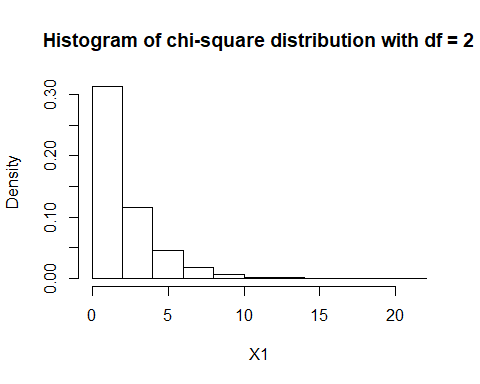 Histogram of chi-square distribution with df = 2
Density
0.30
0.20
0.10
0.00
0 5 10 15 20
X1